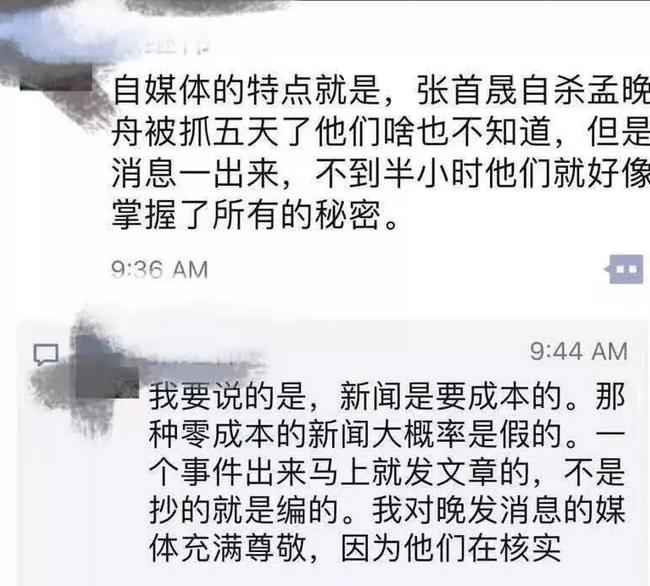 自媒体的特点就是，张首晟自杀孟晚
舟被抓五天了他们啥也不知道，但是
消息一出来，不到半小时他们就好像
掌握了所有的秘密。
9:36 AM
9:44 AM
我要说的是，新闻是要成本的。那
种零成本的新闻大概率是假的。一
个事件出来马上就发文章的，不是
抄的就是编的。我对晚发消息的媒
体充满尊敬，因为他们在核实